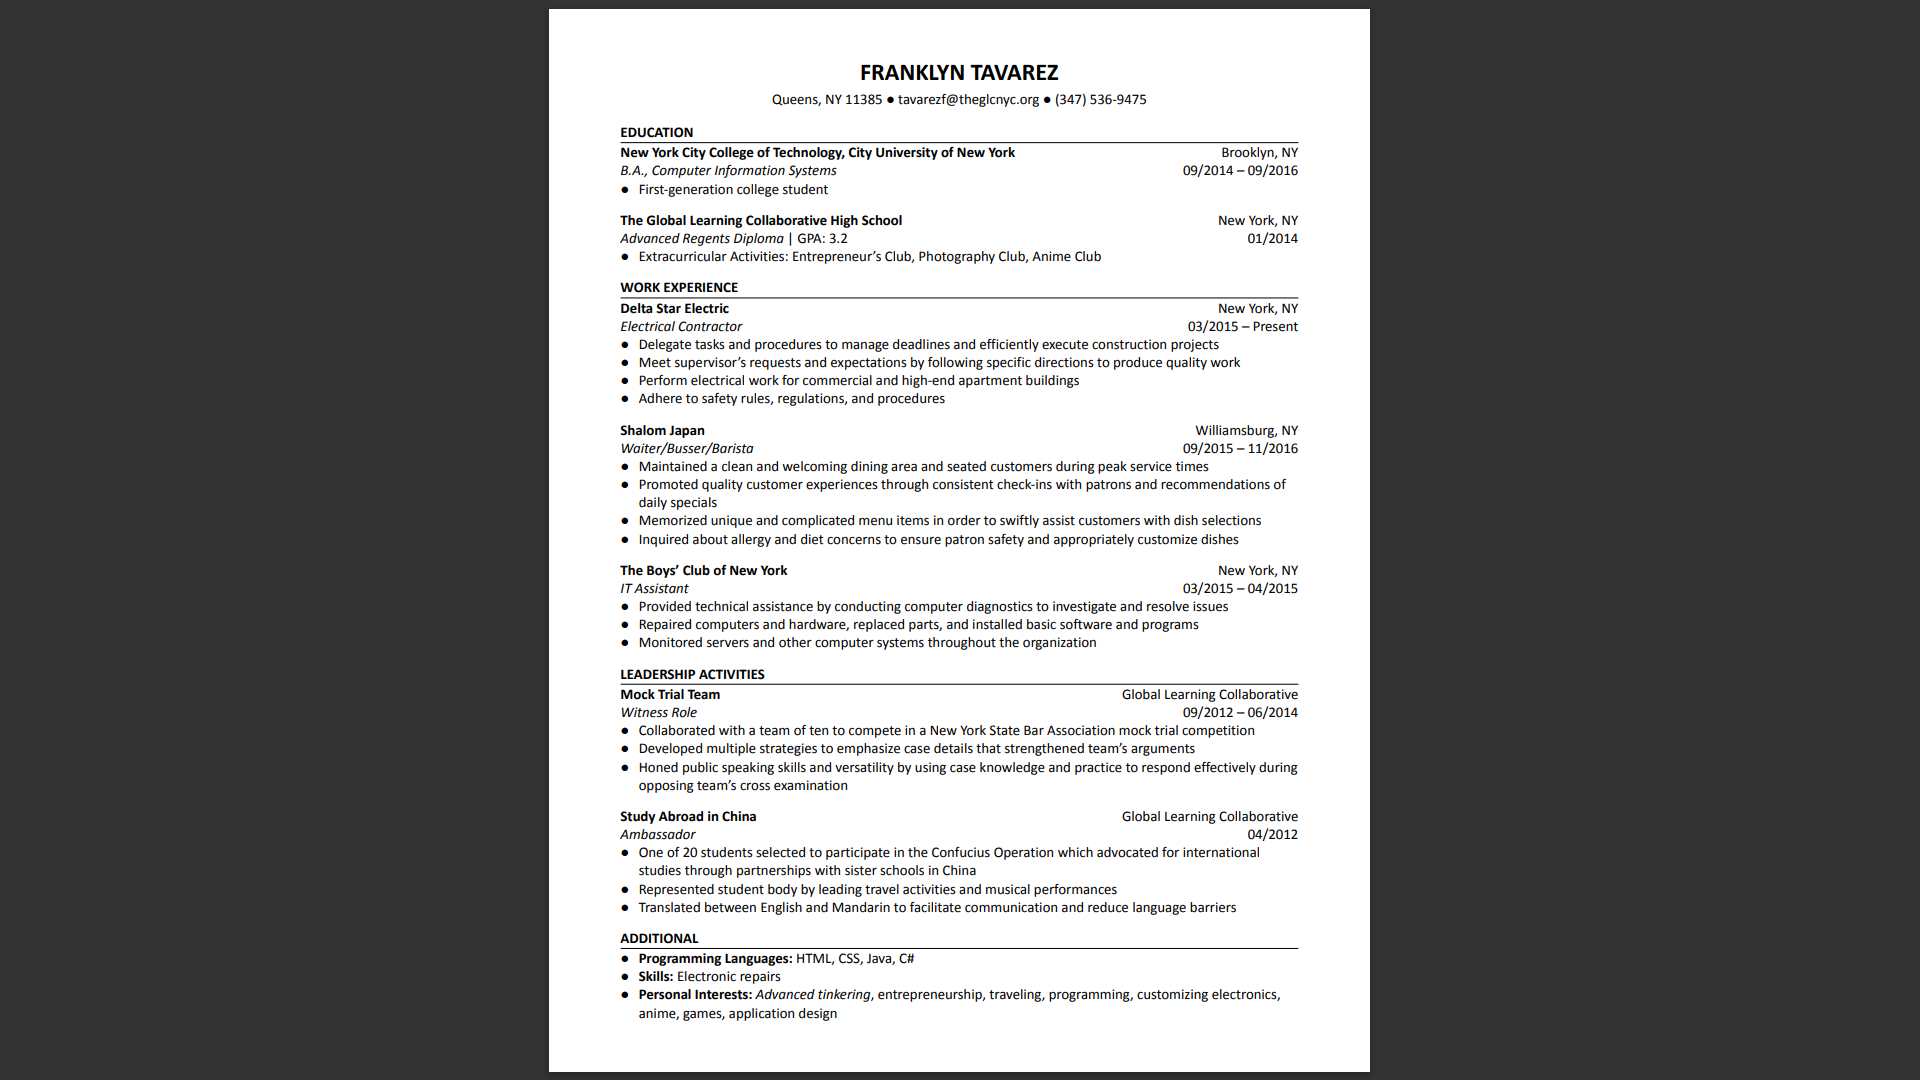 FRANKLYN TAVAREZ
Queens, NY 11385 ● tavarezf@theglcnyc.org ● (347) 536-9475
EDUCATION
New York City College of Technology, City University of New York Brooklyn, NY
B.A., Computer Information Systems 09/2014 – 09/2016
● First-generation college student
The Global Learning Collaborative High School New York, NY
Advanced Regents Diploma | GPA: 3.2 01/2014
● Extracurricular Activities: Entrepreneur’s Club, Photography Club, Anime Club
WORK EXPERIENCE
Delta Star Electric New York, NY
Electrical Contractor 03/2015 – Present
● Delegate tasks and procedures to manage deadlines and efficiently execute construction projects
● Meet supervisor’s requests and expectations by following specific directions to produce quality work
● Perform electrical work for commercial and high-end apartment buildings
● Adhere to safety rules, regulations, and procedures
Shalom Japan Williamsburg, NY
Waiter/Busser/Barista 09/2015 – 11/2016
● Maintained a clean and welcoming dining area and seated customers during peak service times
● Promoted quality customer experiences through consistent check-ins with patrons and recommendations of
daily specials
● Memorized unique and complicated menu items in order to swiftly assist customers with dish selections
● Inquired about allergy and diet concerns to ensure patron safety and appropriately customize dishes
The Boys’ Club of New York New York, NY
IT Assistant 03/2015 – 04/2015
● Provided technical assistance by conducting computer diagnostics to investigate and resolve issues
● Repaired computers and hardware, replaced parts, and installed basic software and programs
● Monitored servers and other computer systems throughout the organization
LEADERSHIP ACTIVITIES
Mock Trial Team Global Learning Collaborative
Witness Role 09/2012 – 06/2014
● Collaborated with a team of ten to compete in a New York State Bar Association mock trial competition
● Developed multiple strategies to emphasize case details that strengthened team’s arguments
● Honed public speaking skills and versatility by using case knowledge and practice to respond effectively during
opposing team’s cross examination
Study Abroad in China Global Learning Collaborative
Ambassador 04/2012
● One of 20 students selected to participate in the Confucius Operation which advocated for international
studies through partnerships with sister schools in China
● Represented student body by leading travel activities and musical performances
● Translated between English and Mandarin to facilitate communication and reduce language barriers
ADDITIONAL
● Programming Languages: HTML, CSS, Java, C#
● Skills: Electronic repairs
● Personal Interests: Advanced tinkering, entrepreneurship, traveling, programming, customizing electronics,
anime, games, application design